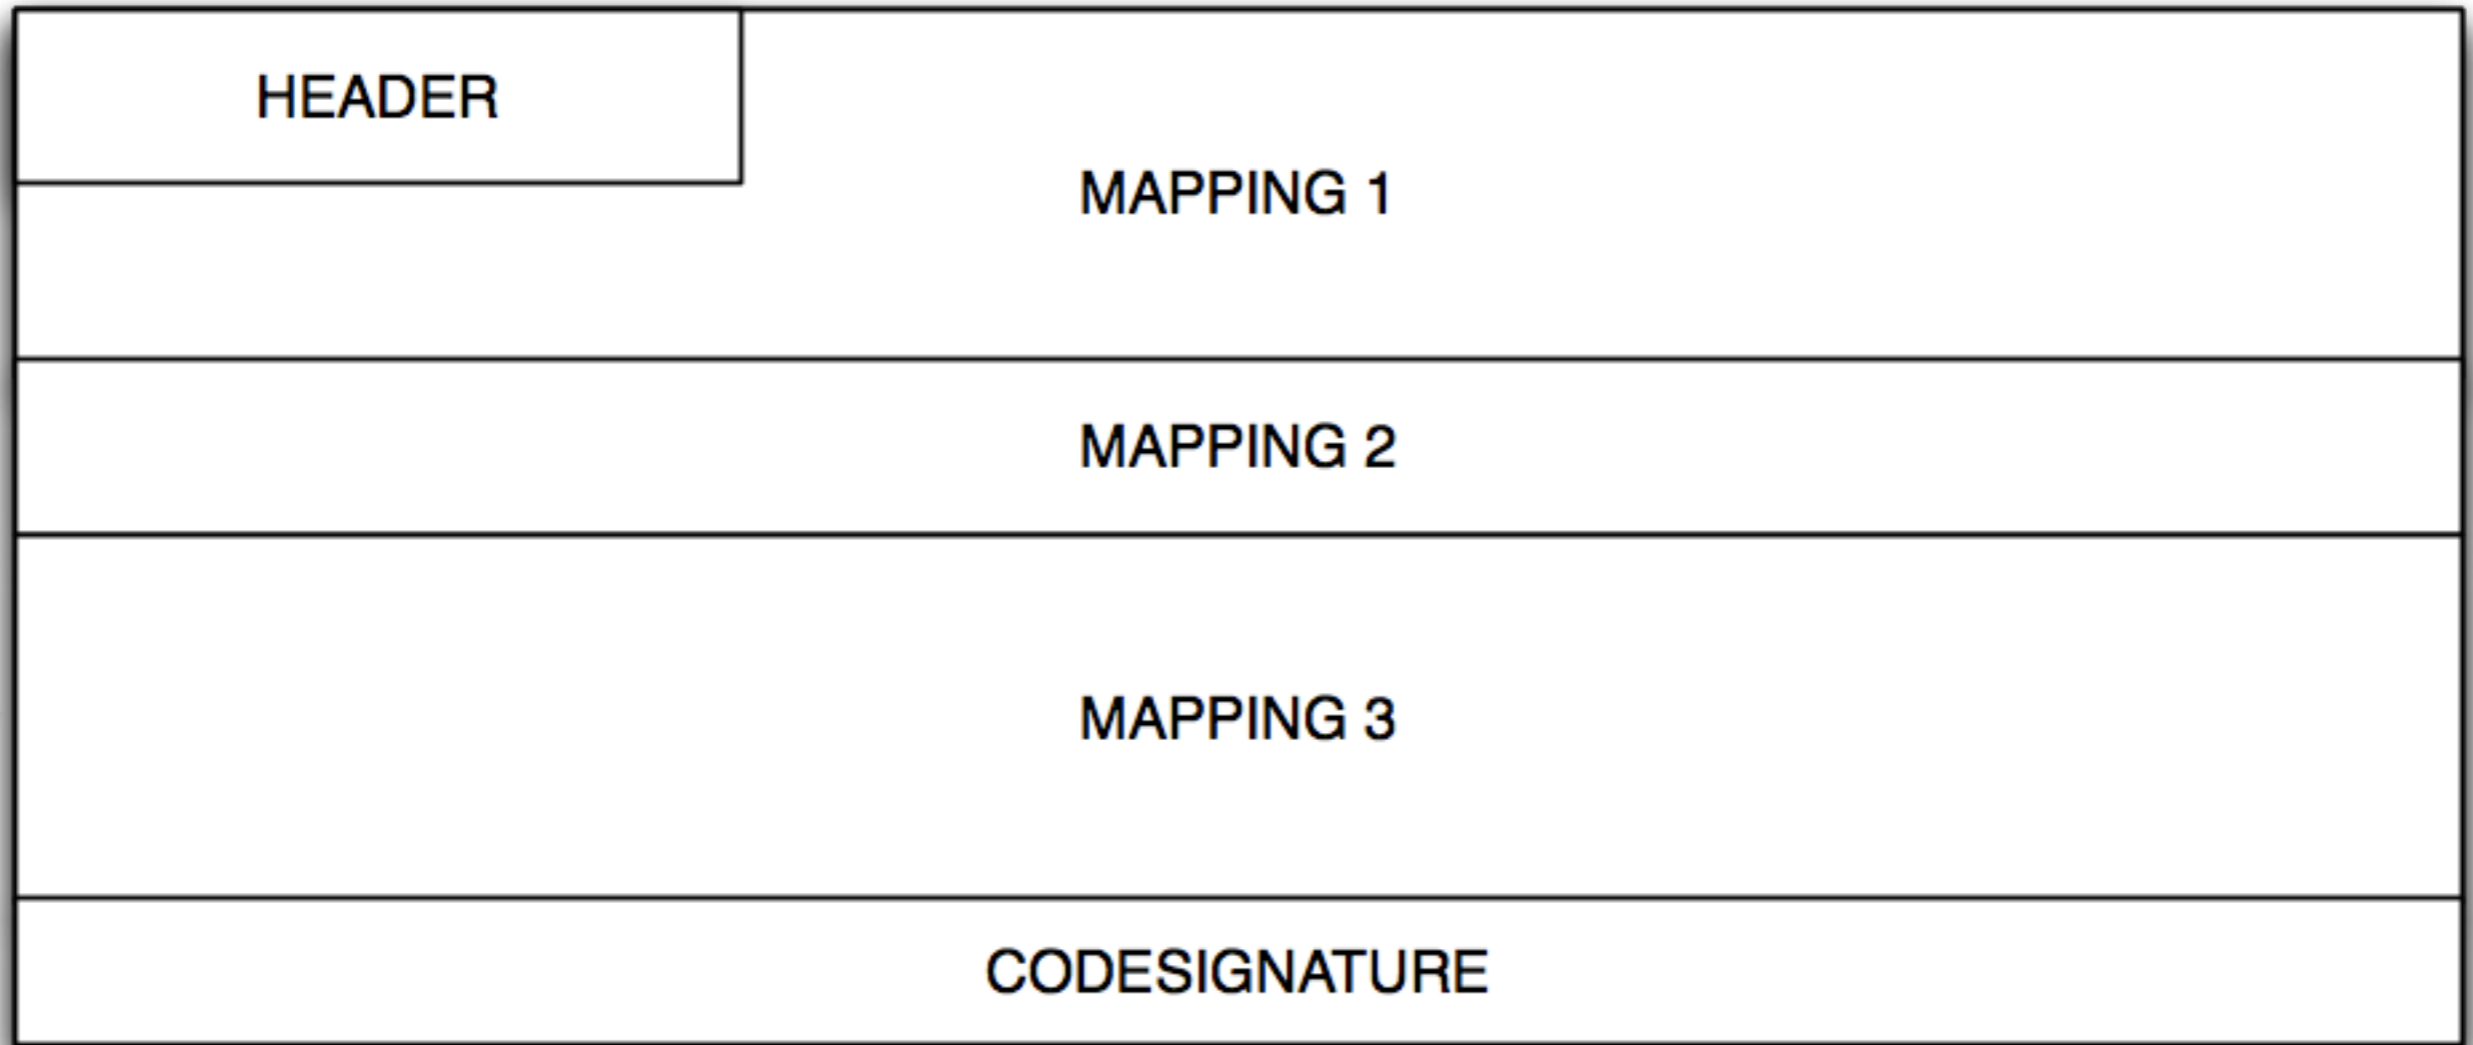 HEADER
MAPPING 1
MAPPING 2
MAPPING 3
CODESIGNATURE